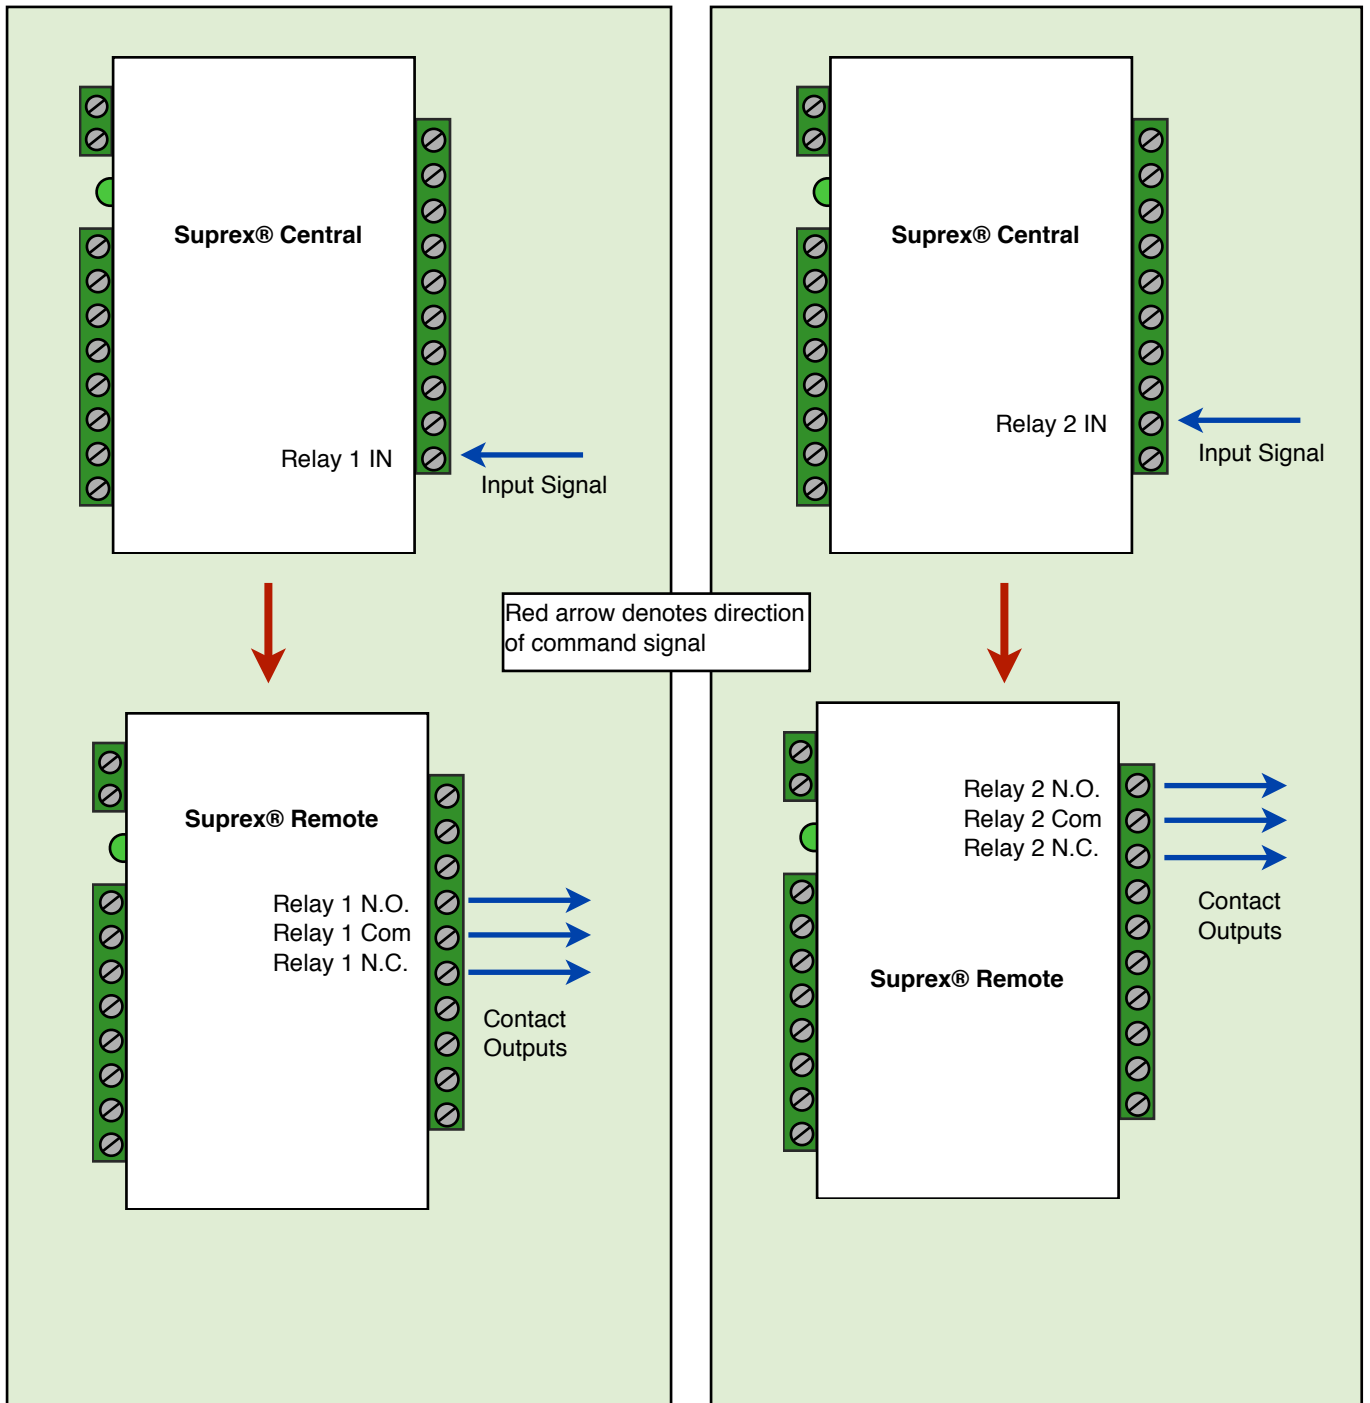 Suprex® Central
Relay 1 IN
Input Signal
Suprex® Central
Relay 2 IN
Input Signal
Red arrow denotes direction
of command signal
Suprex® Remote
Relay 1 N.O.
Relay 1 Com
Relay 1 N.C.
Contact
Outputs
Relay 2 N.O.
Relay 2 Com
Relay 2 N.C.
Contact
Outputs
Suprex® Remote